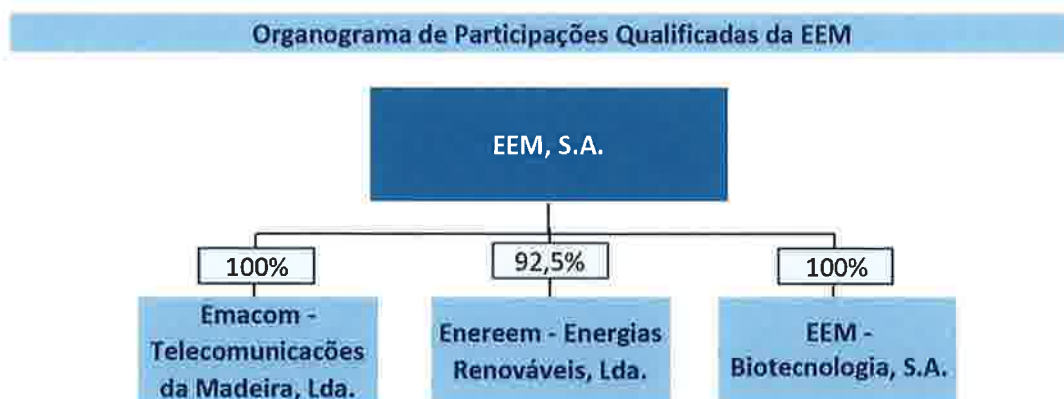 Organograma de Participações Qualificadas da EEM
EEM, S.A.
100%
92,5%
100%
Emacom -
Telecomunicacões
da Madeira, Lda.
Enereem - Energias
Renováveis, Lda.
EEM -
Biotecnologia, S.A.